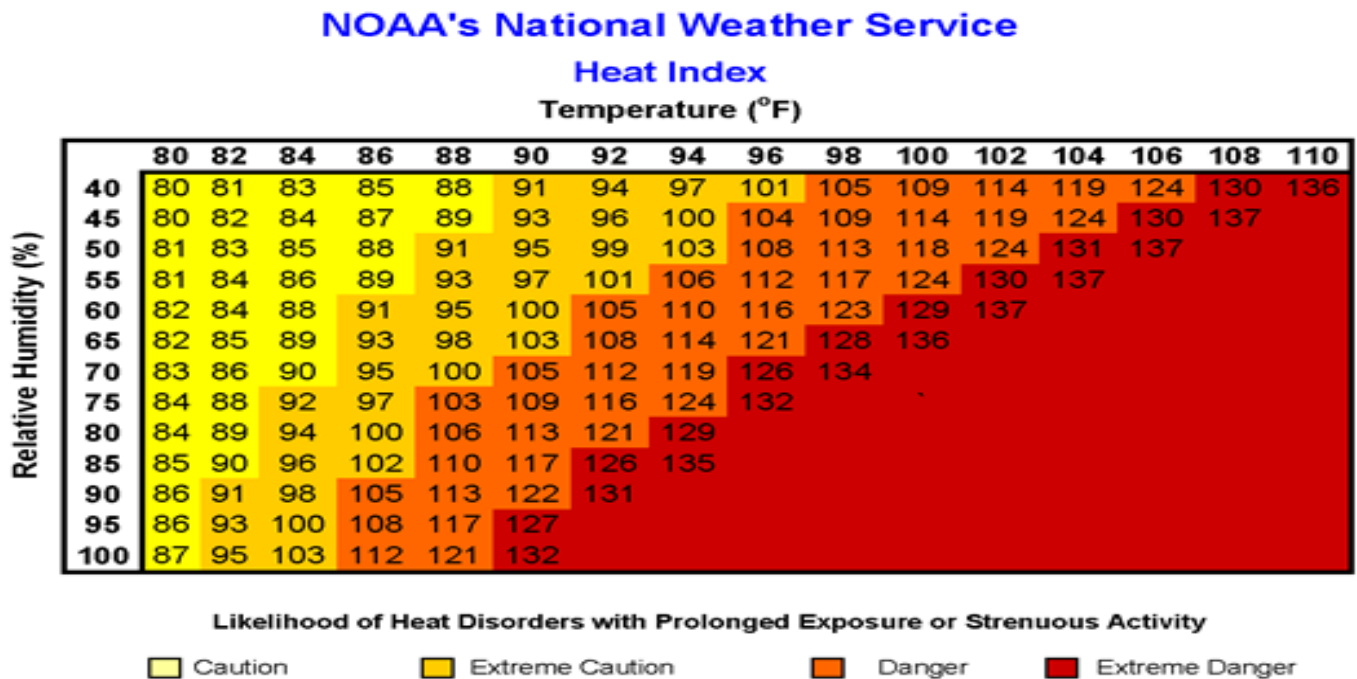 NOAA's National Weather Service
Heat Index
Temperature (°F)
80 82 84 86 88 90 92 94 96 98 100 102 104 106 108 110
Relative Humidity (%)
40 80 81 83 85 88 91 94 97 101 105 109 114 119 124 130 136
45 80 82 84 87 89 93 96 100 104 109 114 119 124 130 137
50 81 83 85 88 91 95 99 103 108 113 118 124 131 137
55 81 84 86 89 93 97 101 106 112 117 124 130 137
60 82 84 88 91 95 100 105 110 116 123 129 137
65 82 85 89 93 98 103 108 114 121 128 136
70 83 86 90 95 100 105 112 119 126 134
75 84 88 92 97 103 109 116 124 132
80 84 89 94 100 106 113 121 129
85 85 90 96 102 110 117 126 135
90 86 91 98 105 113 122 131
95 86 93 100 108 117 127
100 87 95 103 112 121 132
Likelihood of Heat Disorders with Prolonged Exposure or Strenuous Activity
Caution Extreme Caution Danger Extreme Danger